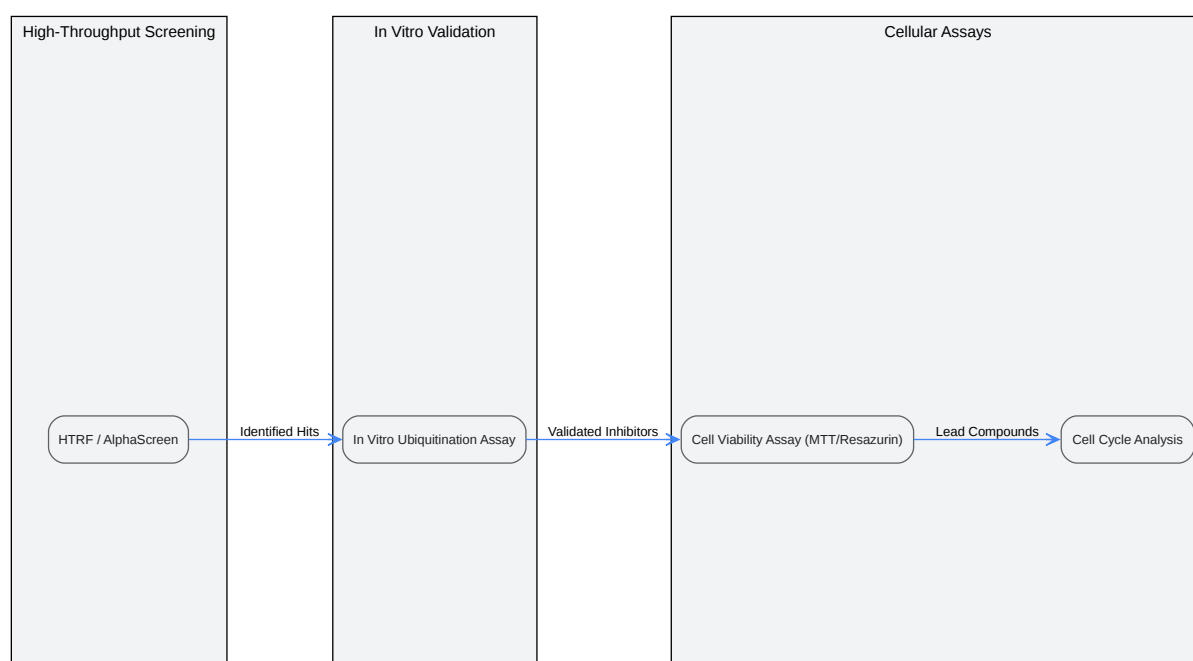 High-Throughput Screening
In Vitro Validation
Cellular Assays
HTRF / AlphaScreen
Identified Hits
In Vitro Ubiquitination Assay
Validated Inhibitors
Cell Viability Assay (MTT/Resazurin)
Lead Compounds
Cell Cycle Analysis